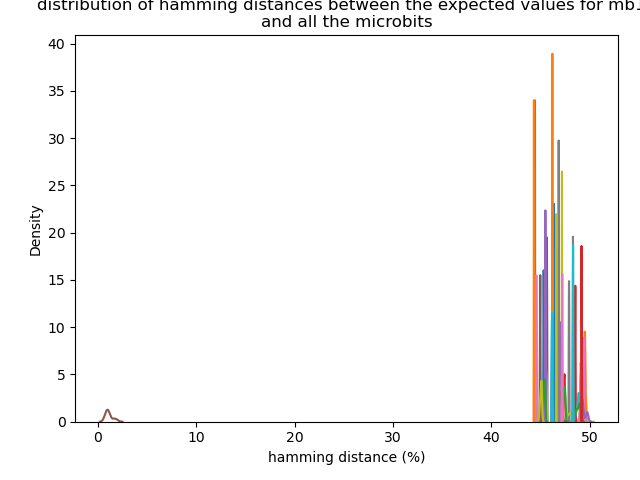 distribution of hamming distances between the expected values for mb1
and all the microbits
40
35
30
25
20
15
10
5
0
Density
0 10 20 30 40 50
hamming distance (%)